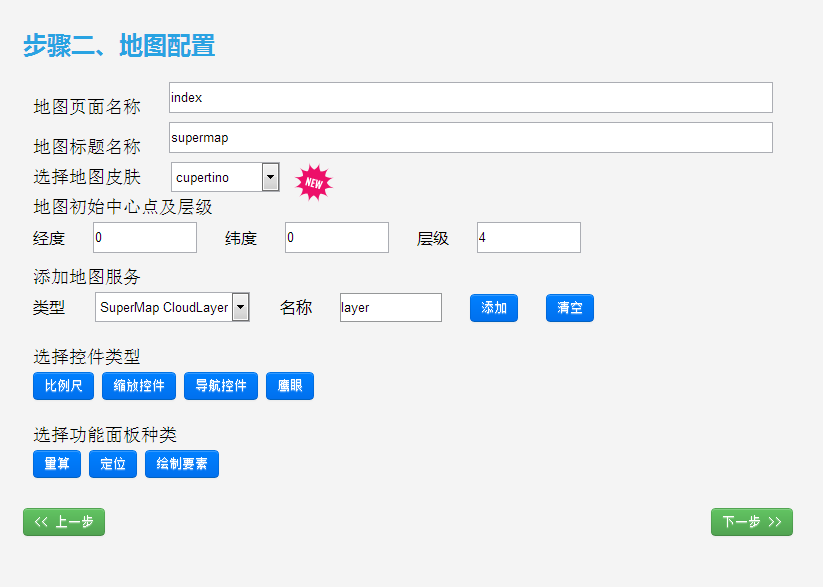 步骤二、地图配置
地图页面名称 index
地图标题名称 supermap
选择地图皮肤 cupertino NEW
地图初始中心点及层级
经度 0 纬度 0 层级 4
添加地图服务
类型 SuperMap CloudLayer 名称 layer 添加 清空
选择控件类型
比例尺 缩放控件 导航控件 鹰眼
选择功能面板种类
重算 定位 绘制要素
<< 上一步 下一步 >>